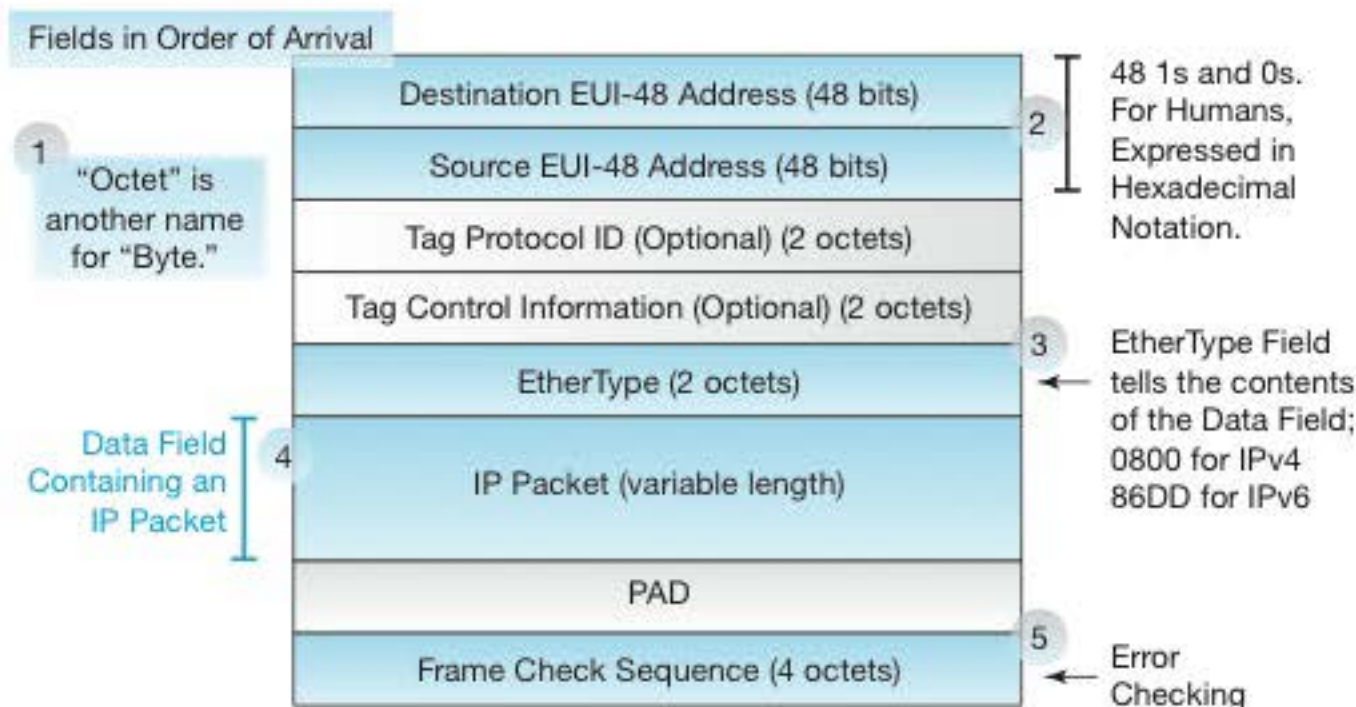 Fields in Order of Arrival
1
"Octet" is
another name
for "Byte."
Destination EUI-48 Address (48 bits)
Source EUI-48 Address (48 bits)
Tag Protocol ID (Optional) (2 octets)
Tag Control Information (Optional) (2 octets)
EtherType (2 octets)
IP Packet (variable length)
PAD
Frame Check Sequence (4 octets)
2
48 1s and 0s.
For Humans,
Expressed in
Hexadecimal
Notation.
3
EtherType Field
tells the contents
of the Data Field;
0800 for IPv4
86DD for IPv6
4
Data Field
Containing an
IP Packet
5
Error
Checking